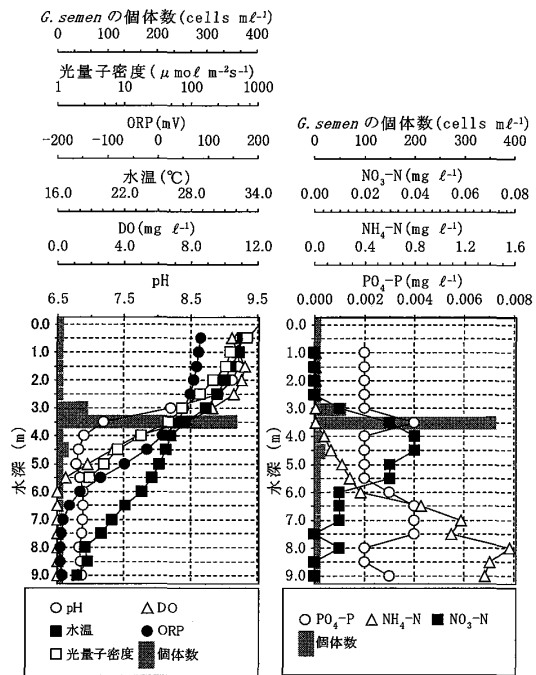 G.semen の個体数(cells mℓ⁻¹)
0 100 200 300 400
光量子密度(μmolℓ m⁻²s⁻¹)
1 10 100 1000
ORP(mV)
-200 -100 0 100 200
水温(℃)
16.0 22.0 28.0 34.0
DO(mg ℓ⁻¹)
0.0 4.0 8.0 12.0
pH
6.5 7.5 8.5 9.5
0.0
1.0
2.0
3.0
4.0
5.0
6.0
7.0
8.0
9.0
水深 (m)
pH DO
水温 ORP
光量子密度 個体数
G.semen の個体数(cells mℓ⁻¹)
0 100 200 300 400
NO₃-N(mg ℓ⁻¹)
0.00 0.02 0.04 0.06 0.08
NH₄-N(mg ℓ⁻¹)
0.0 0.4 0.8 1.2 1.6
PO₄-P(mg ℓ⁻¹)
0.000 0.002 0.004 0.006 0.008
0.0
1.0
2.0
3.0
4.0
5.0
6.0
7.0
8.0
9.0
水深 (m)
PO₄-P NH₄-N NO₃-N
個体数